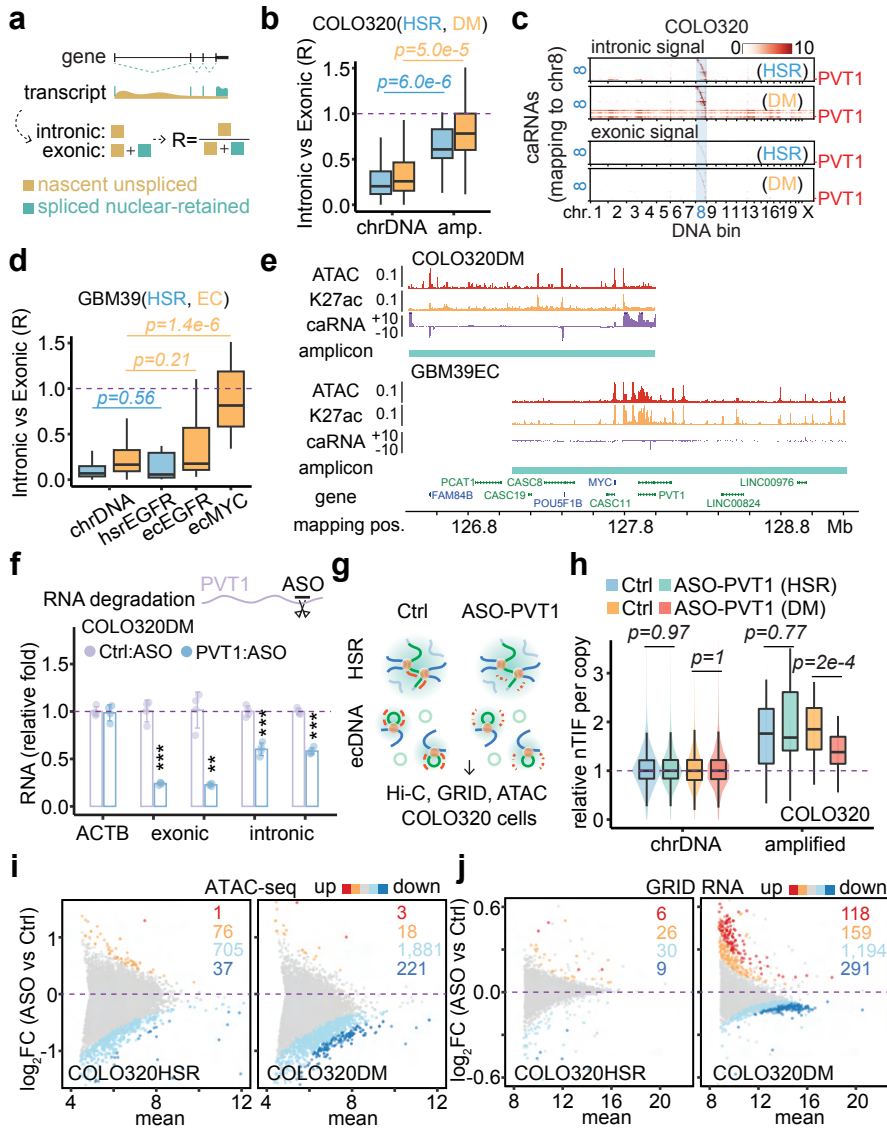 a
gene
transcript
intronic:
exonic: + R= +
nascent unspliced
spliced nuclear-retained
b
COLO320(HSR, DM)
p=5.0e-5
p=6.0e-6
Intronic vs Exonic (R)
1.5
1.0
0.5
0.0
chrDNA amp.
c
COLO320
intronic signal 0 10
8 (HSR) PVT1
8 (DM) PVT1
exonic signal
8 (HSR) PVT1
8 (DM) PVT1
caRNAs
(mapping to chr8)
chr. 1 2 3 4 5 6 7 8 9 11 13 16 19 X
DNA bin
d
GBM39(HSR, EC)
p=1.4e-6
p=0.21
p=0.56
Intronic vs Exonic (R)
1.5
1.0
0.5
0.0
chrDNA
hsrEGFR
ecEGFR
ecMYC
e
COLO320DM
ATAC 0.1
K27ac 0.1
caRNA +10
-10
amplicon
GBM39EC
ATAC 0.1
K27ac 0.1
caRNA +10
-10
amplicon
PCAT1 CASC8 MYC LINC00976
gene FAM84B CASC19 POU5F1B CASC11 PVT1 LINC00824
mapping pos. 126.8 127.8 128.8 Mb
f
PVT1 ASO
RNA degradation
COLO320DM
Ctrl:ASO PVT1:ASO
RNA (relative fold)
1.0
0.5
0.0
*** ** *** ***
ACTB exonic intronic
g
Ctrl ASO-PVT1
HSR
ecDNA
Hi-C, GRID, ATAC
COLO320 cells
h
Ctrl ASO-PVT1 (HSR)
Ctrl ASO-PVT1 (DM)
p=0.97 p=0.77
p=1 p=2e-4
relative nTIF per copy
3
2
1
0
COLO320
chrDNA amplified
i
ATAC-seq up down
log2FC (ASO vs Ctrl)
1
0
-1
1
76
705
37
COLO320HSR
3
18
1,881
221
COLO320DM
4 8 12 4 8 12
mean mean
j
GRID RNA up down
log2FC (ASO vs Ctrl)
0.6
0.0
-0.6
6
26
30
9
COLO320HSR
118
159
1,194
291
COLO320DM
8 12 16 20 8 12 16 20
mean mean